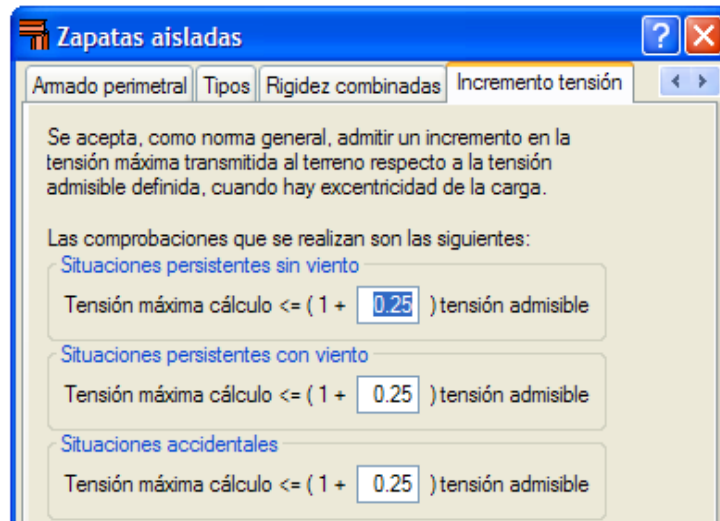 Zapatas aisladas
Armado perimetral Tipos Rigidez combinadas Incremento tensión
Se acepta, como norma general, admitir un incremento en la
tensión máxima transmitida al terreno respecto a la tensión
admisible definida, cuando hay excentricidad de la carga.
Las comprobaciones que se realizan son las siguientes:
Situaciones persistentes sin viento
Tensión máxima cálculo <= ( 1 + 0.25 ) tensión admisible
Situaciones persistentes con viento
Tensión máxima cálculo <= ( 1 + 0.25 ) tensión admisible
Situaciones accidentales
Tensión máxima cálculo <= ( 1 + 0.25 ) tensión admisible